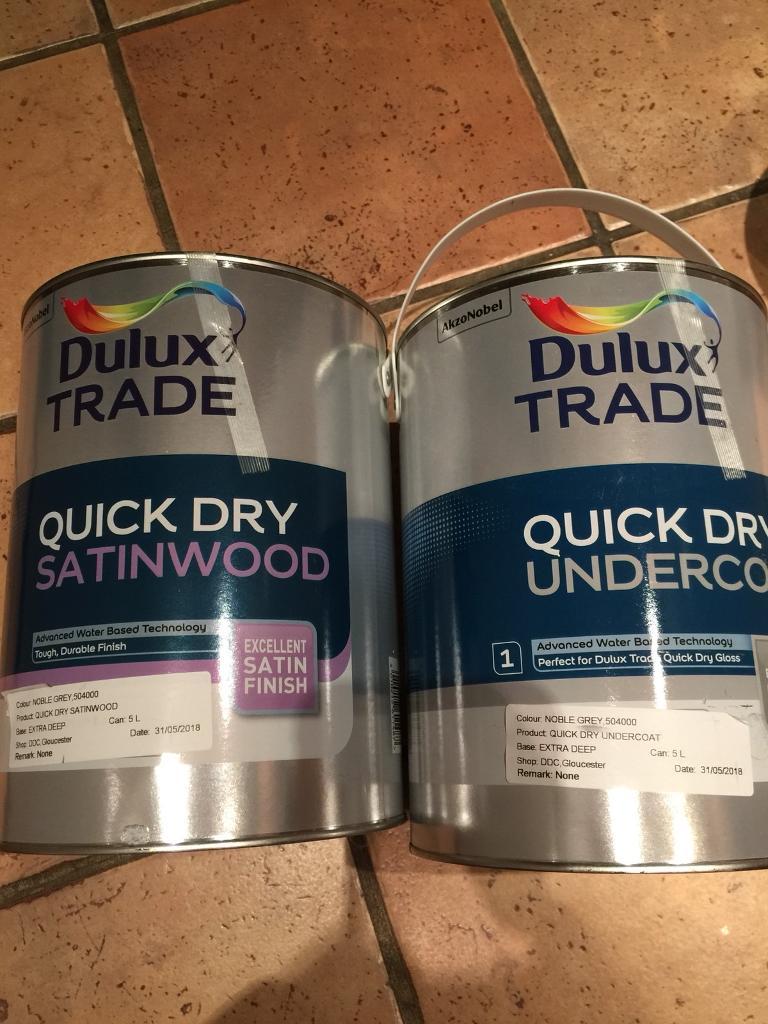 AkzoNobel
Dulux
TRADE
QUICK DRY
SATINWOOD
Advanced Water Based Technology
Tough, Durable Finish
EXCELLENT
SATIN
FINISH
Colour: NOBLE GREY,504000
Product: QUICK DRY SATINWOOD
Base: EXTRA DEEP Can: 5 L
Shop: DDC,Gloucester Date: 31/05/2018
Remark: None
AkzoNobel
Dulux
TRADE
QUICK DRY
UNDERCO
1
Advanced Water Based Technology
Perfect for Dulux Trade Quick Dry Gloss
Colour: NOBLE GREY,504000
Product: QUICK DRY UNDERCOAT
Base: EXTRA DEEP Can: 5 L
Shop: DDC,Gloucester Date: 31/05/2018
Remark: None